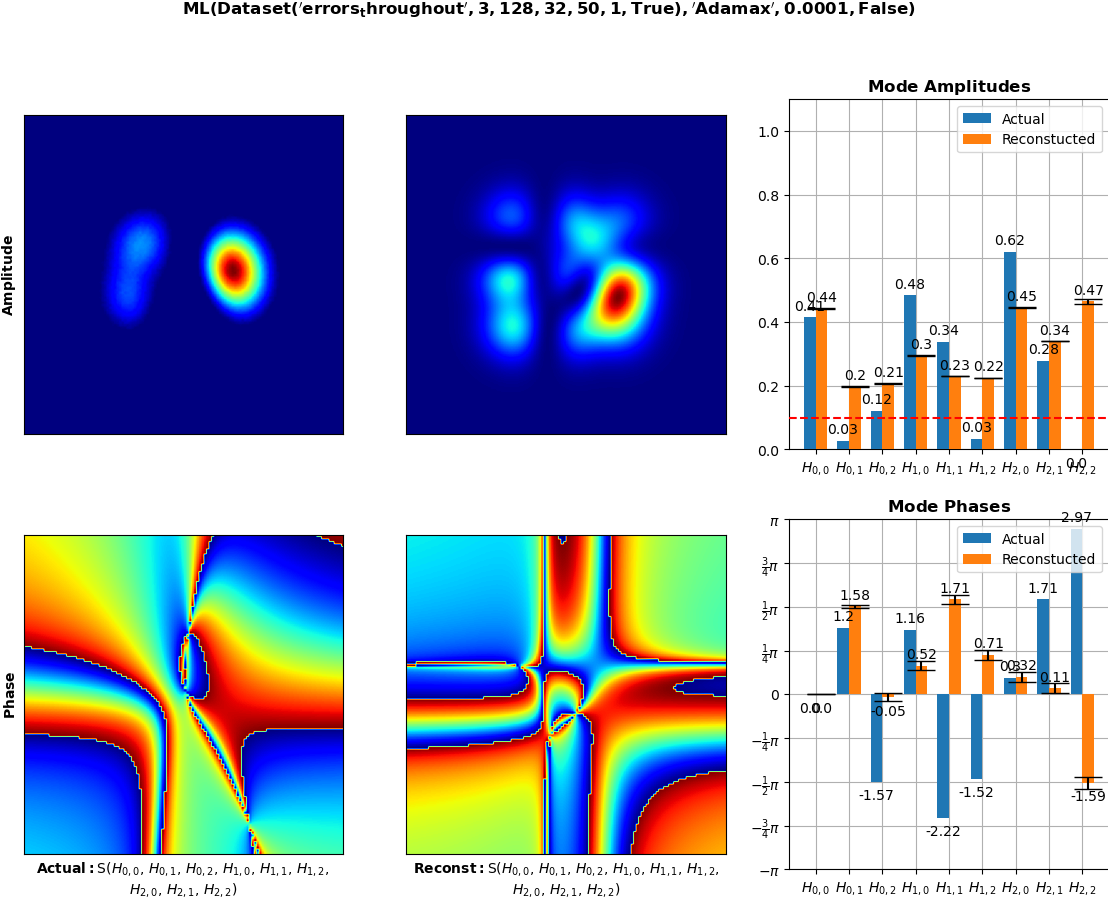 ML(Dataset('errors_throughout', 3, 128, 32, 50, 1, True), 'Adamax', 0.0001, False)
Mode Amplitudes
Amplitude
Actual
Reconstucted
1.0
0.8
0.6
0.4
0.2
0.0
0.41
0.44
0.03
0.2
0.12
0.21
0.48
0.3
0.34
0.23
0.03
0.22
0.62
0.45
0.28
0.34
0.0
0.47
H0,0 H0,1 H0,2 H1,0 H1,1 H1,2 H2,0 H2,1 H2,2
Mode Phases
Phase
Actual
Reconstucted
π
3/4π
1/2π
1/4π
0
−1/4π
−1/2π
−3/4π
−π
0.0
0.0
1.2
1.58
-1.57
-0.05
1.16
0.52
-2.22
1.71
-1.52
0.71
0.3
0.32
1.71
0.11
2.97
-1.59
H0,0 H0,1 H0,2 H1,0 H1,1 H1,2 H2,0 H2,1 H2,2
Actual: S(H0,0, H0,1, H0,2, H1,0, H1,1, H1,2,
H2,0, H2,1, H2,2)
Reconst: S(H0,0, H0,1, H0,2, H1,0, H1,1, H1,2,
H2,0, H2,1, H2,2)